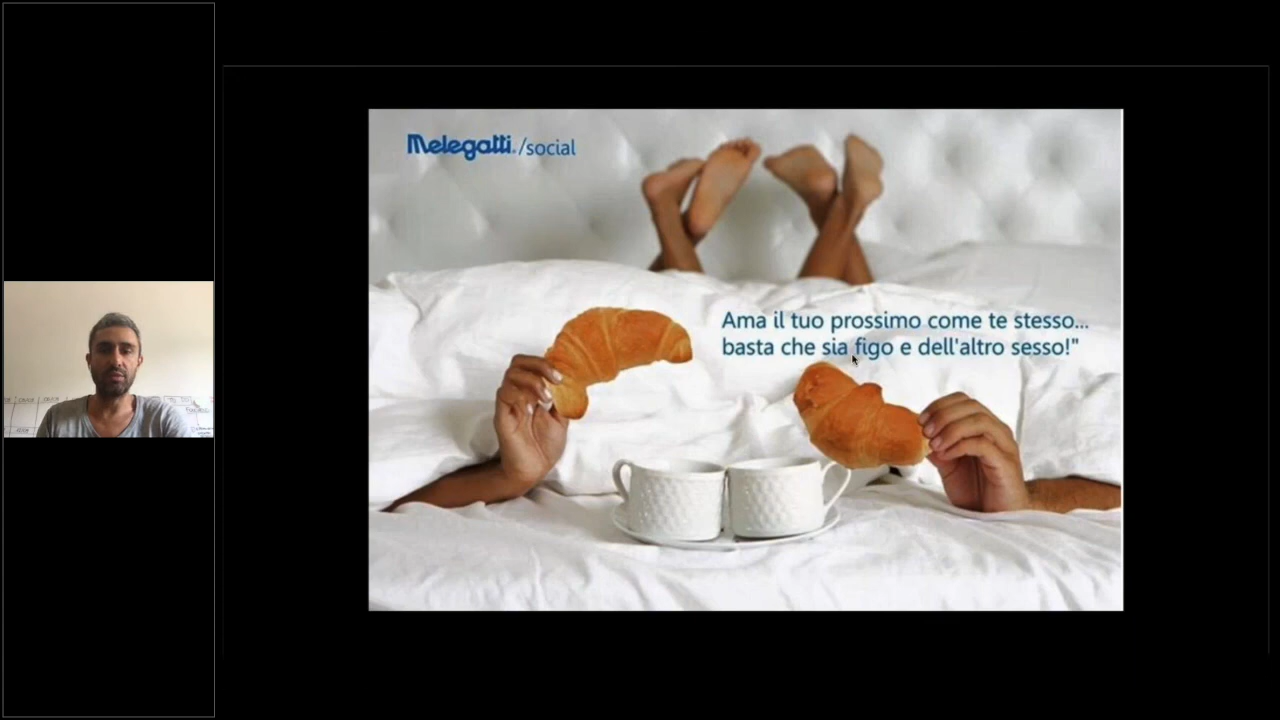 Melegatti./social
Ama il tuo prossimo come te stesso...
basta che sia figo e dell'altro sesso!"